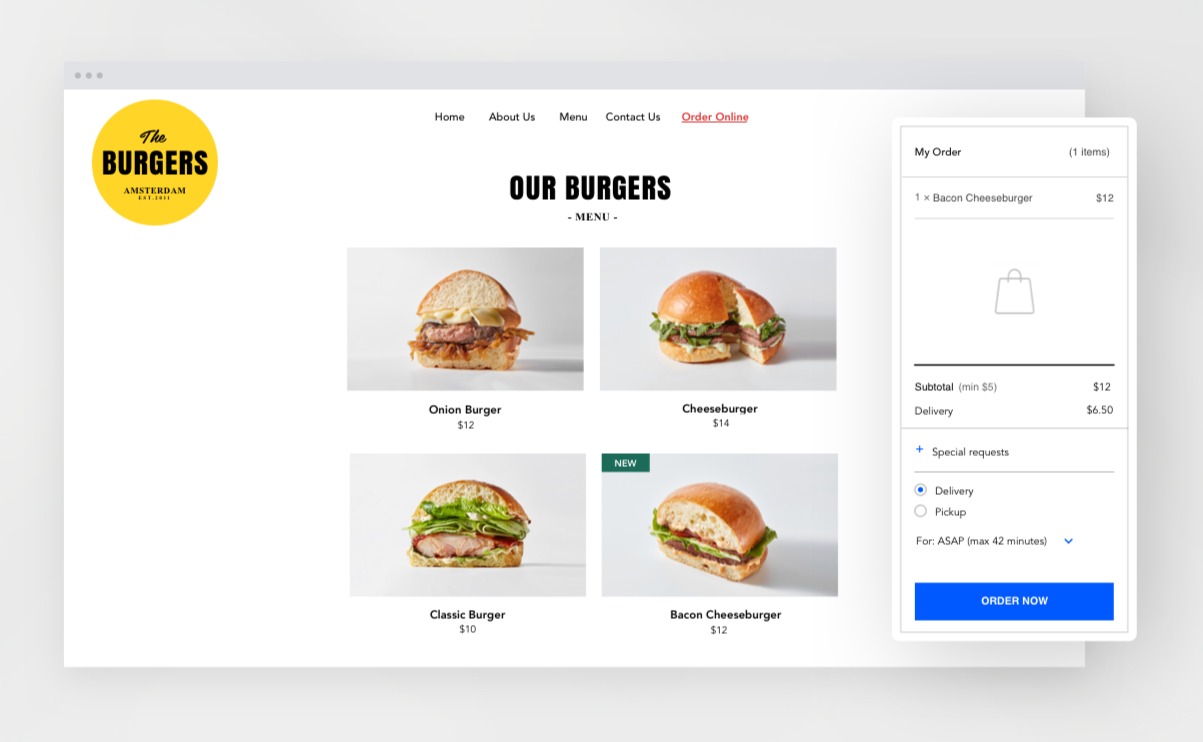 The
BURGERS
AMSTERDAM
EST.2011
Home About Us Menu Contact Us Order Online
OUR BURGERS
- MENU -
Onion Burger
$12
Cheeseburger
$14
NEW
Classic Burger
$10
Bacon Cheeseburger
$12
My Order (1 items)
1 × Bacon Cheeseburger $12
Subtotal (min $5) $12
Delivery $6.50
+ Special requests
Delivery
Pickup
For: ASAP (max 42 minutes)
ORDER NOW